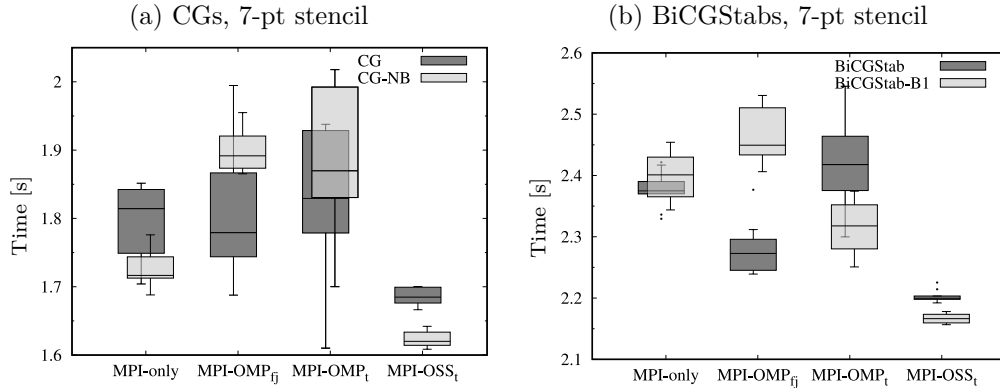 (a) CGs, 7-pt stencil
CG
CG-NB
2
1.9
1.8
1.7
1.6
Time [s]
MPI-only MPI-OMPfj MPI-OMPt MPI-OSSt
(b) BiCGStabs, 7-pt stencil
BiCGStab
BiCGStab-B1
2.6
2.5
2.4
2.3
2.2
2.1
Time [s]
MPI-only MPI-OMPfj MPI-OMPt MPI-OSSt